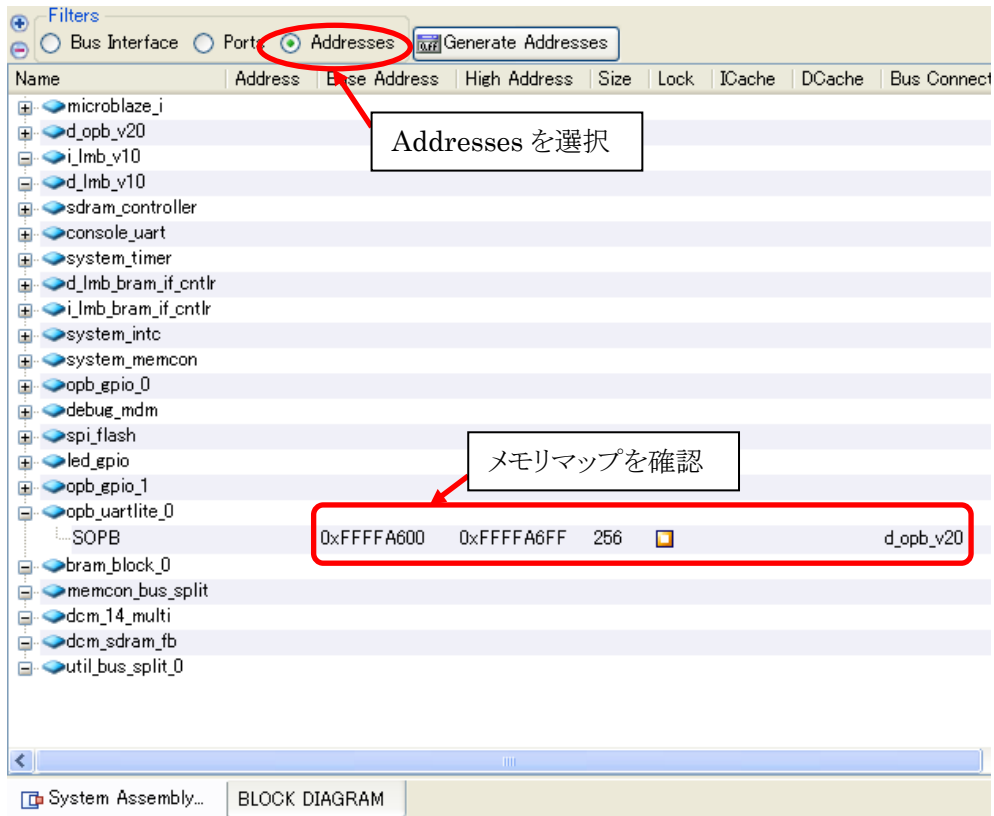 Filters
Bus Interface Ports Addresses Generate Addresses
Name Address Base Address High Address Size Lock ICache DCache Bus Connect
microblaze_i
Addresses を選択
d_opb_v20
i_lmb_v10
d_lmb_v10
sdram_controller
console_uart
system_timer
d_lmb_bram_if_cntlr
i_lmb_bram_if_cntlr
system_intc
system_memcon
opb_gpio_0
debug_mdm
spi_flash
メモリマップを確認
led_gpio
opb_gpio_1
opb_uartlite_0
SOPB 0xFFFFA600 0xFFFFA6FF 256 d_opb_v20
bram_block_0
memcon_bus_split
dcm_14_multi
dcm_sdram_fb
util_bus_split_0
System Assembly... BLOCK DIAGRAM